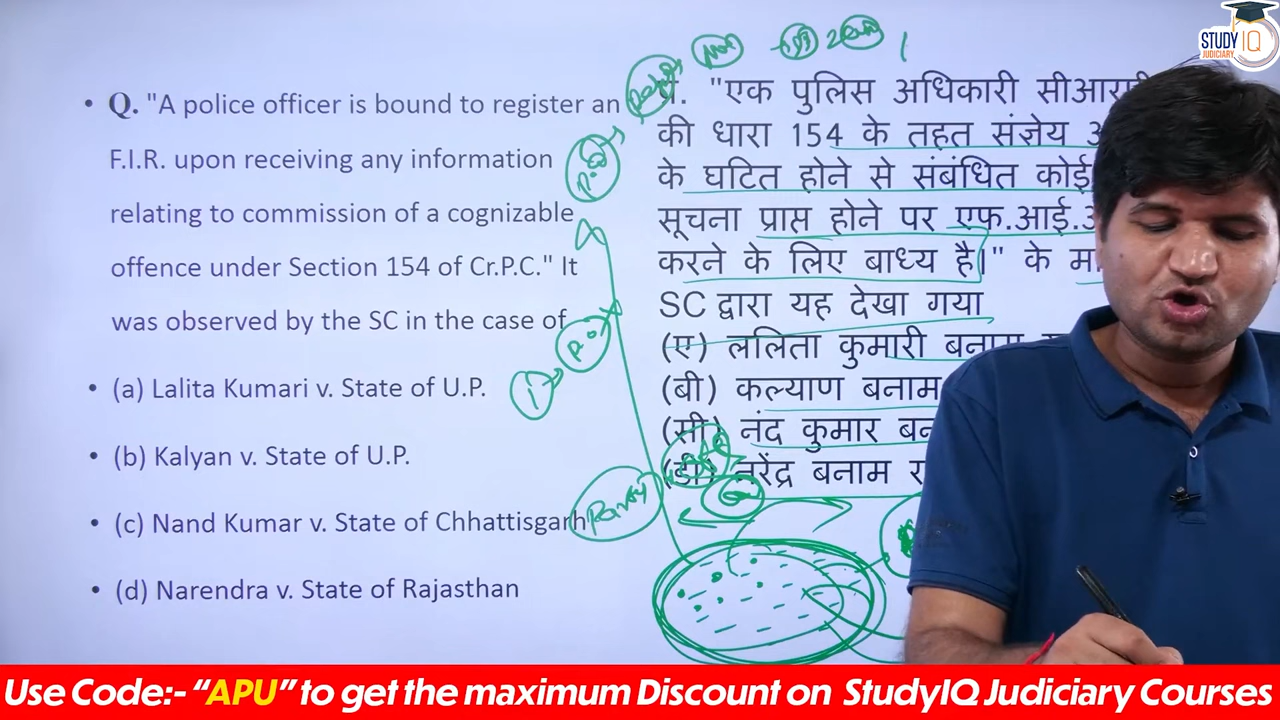 STUDY IQ
JUDICIARY
• Q. "A police officer is bound to register an
F.I.R. upon receiving any information
relating to commission of a cognizable
offence under Section 154 of Cr.P.C." It
was observed by the SC in the case of
• (a) Lalita Kumari v. State of U.P.
• (b) Kalyan v. State of U.P.
• (c) Nand Kumar v. State of Chhattisgarh
• (d) Narendra v. State of Rajasthan
प्र. "एक पुलिस अधिकारी
की धारा 154 के तहत संज्ञेय
के घटित होने से संबंधित कोई
सूचना प्राप्त होने पर
करने के लिए बाध्य है।" के
SC द्वारा यह देखा गया
(ए) ललिता कुमारी बनाम
(बी) कल्याण बनाम
(सी) नंद कुमार
(डी) नरेंद्र बनाम
Use Code:- “APU” to get the maximum Discount on StudyIQ Judiciary Courses